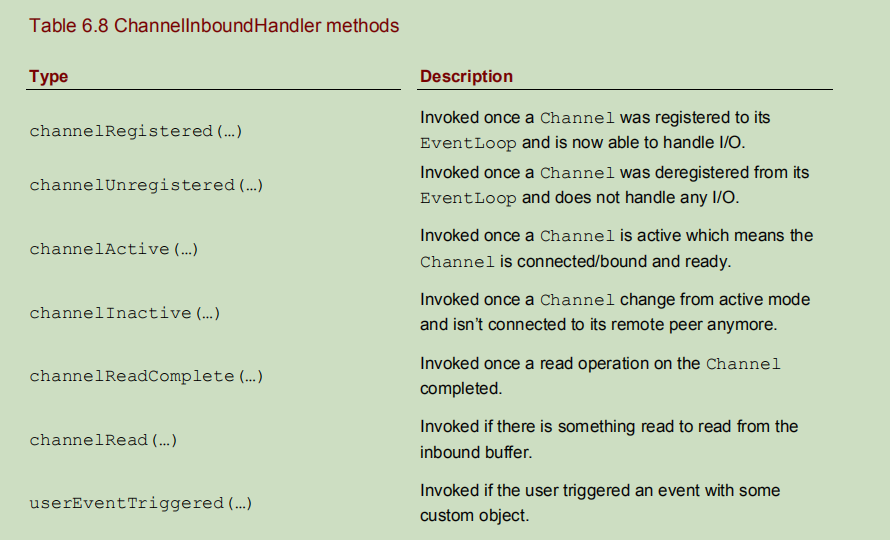 Table 6.8 ChannelInboundHandler methods
Type Description
channelRegistered(…) Invoked once a Channel was registered to its
EventLoop and is now able to handle I/O.
channelUnregistered(…) Invoked once a Channel was deregistered from its
EventLoop and does not handle any I/O.
channelActive(…) Invoked once a Channel is active which means the
Channel is connected/bound and ready.
channelInactive(…) Invoked once a Channel change from active mode
and isn’t connected to its remote peer anymore.
channelReadComplete(…) Invoked once a read operation on the Channel
completed.
channelRead(…) Invoked if there is something read to read from the
inbound buffer.
userEventTriggered(…) Invoked if the user triggered an event with some
custom object.